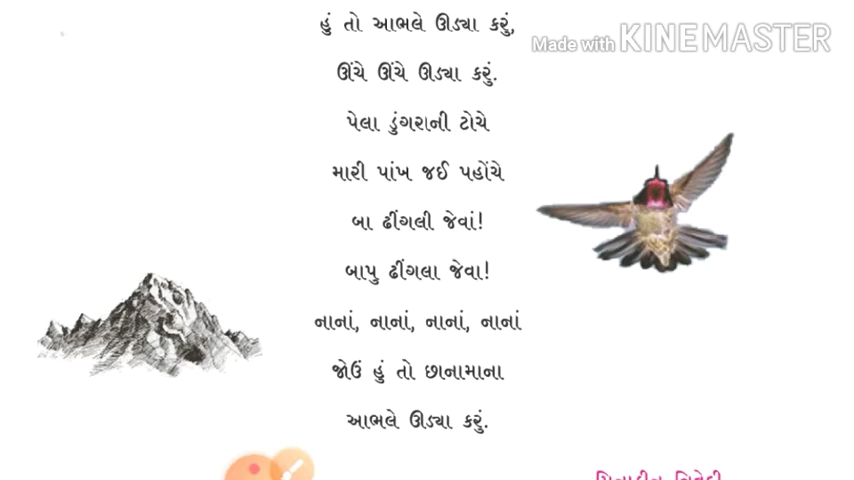 હું તો આભલે ઊડ્યા કરું,
Made with KINEMASTER
ઊંચે ઊંચે ઊડ્યા કરું.
પેલા ડુંગરાની ટોચે
મારી પાંખ જઈ પહોંચે
બા ઢીંગલી જેવાં!
બાપુ ઢીંગલા જેવા!
નાનાં, નાનાં, નાનાં, નાનાં
જોઉં હું તો છાનામાના
આભલે ઊડ્યા કરું.